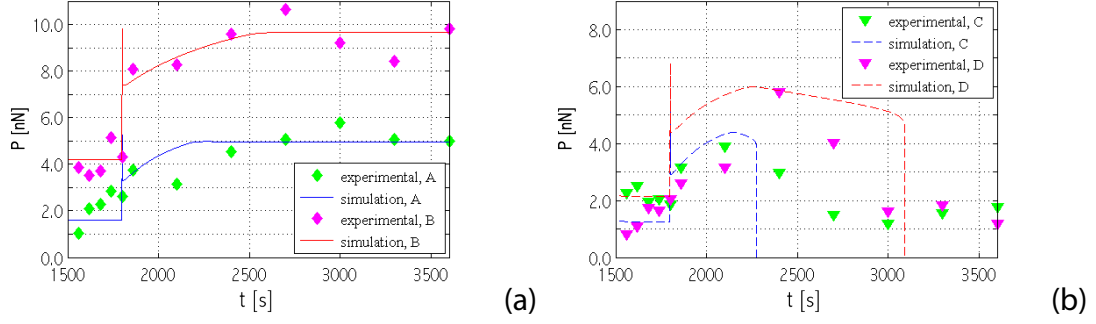 10.0
8.0
6.0
4.0
2.0
0.0
P [nN]
1500 2000 2500 3000 3500
t [s]
experimental, A
simulation, A
experimental, B
simulation, B
(a)
8.0
6.0
4.0
2.0
0.0
P [nN]
1500 2000 2500 3000 3500
t [s]
experimental, C
simulation, C
experimental, D
simulation, D
(b)